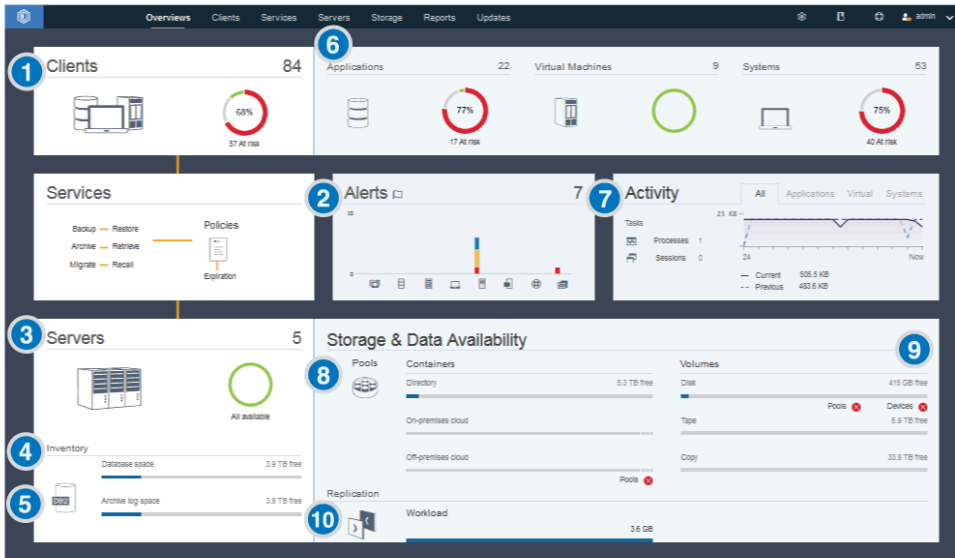 Overviews Clients Services Servers Storage Reports Updates admin
6
1 Clients 84
Applications 22 Virtual Machines 9 Systems 53
68%
57 At risk
77%
17 At risk
75%
40 At risk
Services
Backup Restore
Archive Retrieve
Migrate Recall
Policies
Expiration
2 Alerts 7
10
0
7 Activity All Applications Virtual Systems
Tasks
Processes 1
Sessions 0
25 KB
24 Now
Current 505.5 KB
Previous 483.6 KB
3 Servers 5
All available
4 Inventory
Database space 3.9 TB free
5 DB2 Archive log space 3.9 TB free
Storage & Data Availability
9
8 Pools Containers Volumes
Directory 5.3 TB free Disk 415 GB free
Pools Devices
On-premises cloud Tape 6.9 TB free
Off-premises cloud Copy 33.9 TB free
Pools
Replication
10 Workload
3.6 GB